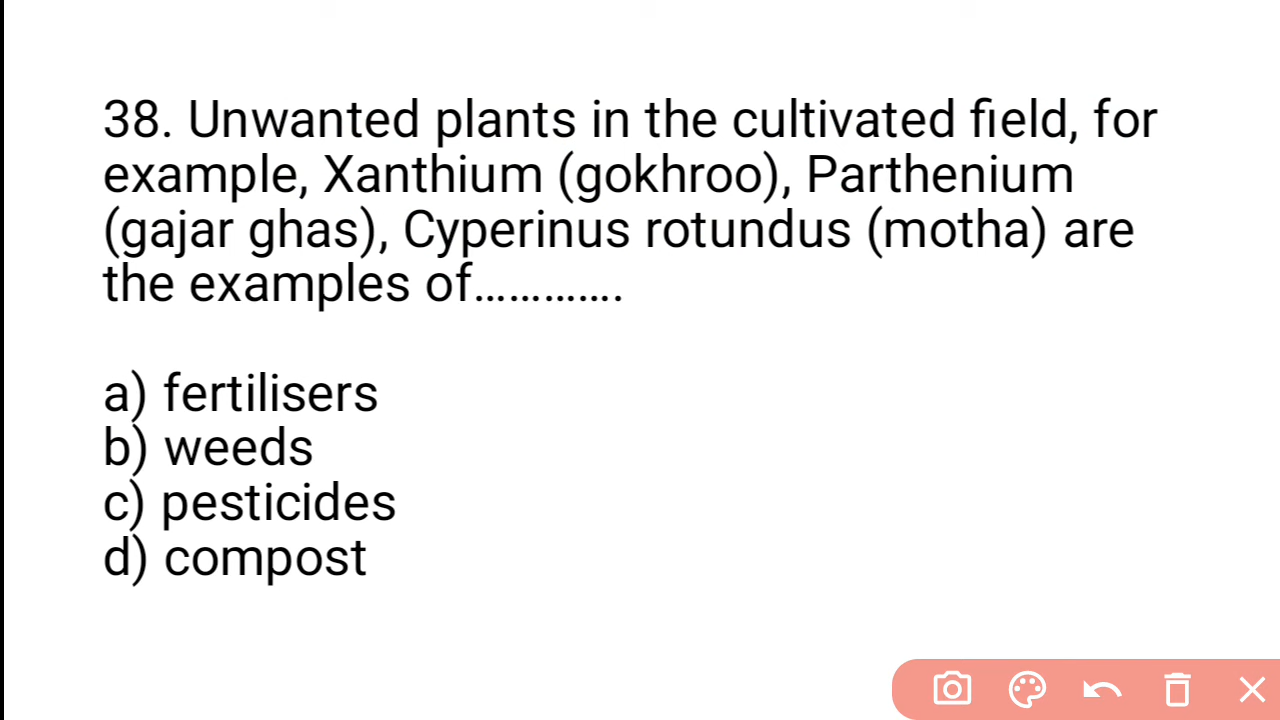 38. Unwanted plants in the cultivated field, for
example, Xanthium (gokhroo), Parthenium
(gajar ghas), Cyperinus rotundus (motha) are
the examples of.............
a) fertilisers
b) weeds
c) pesticides
d) compost